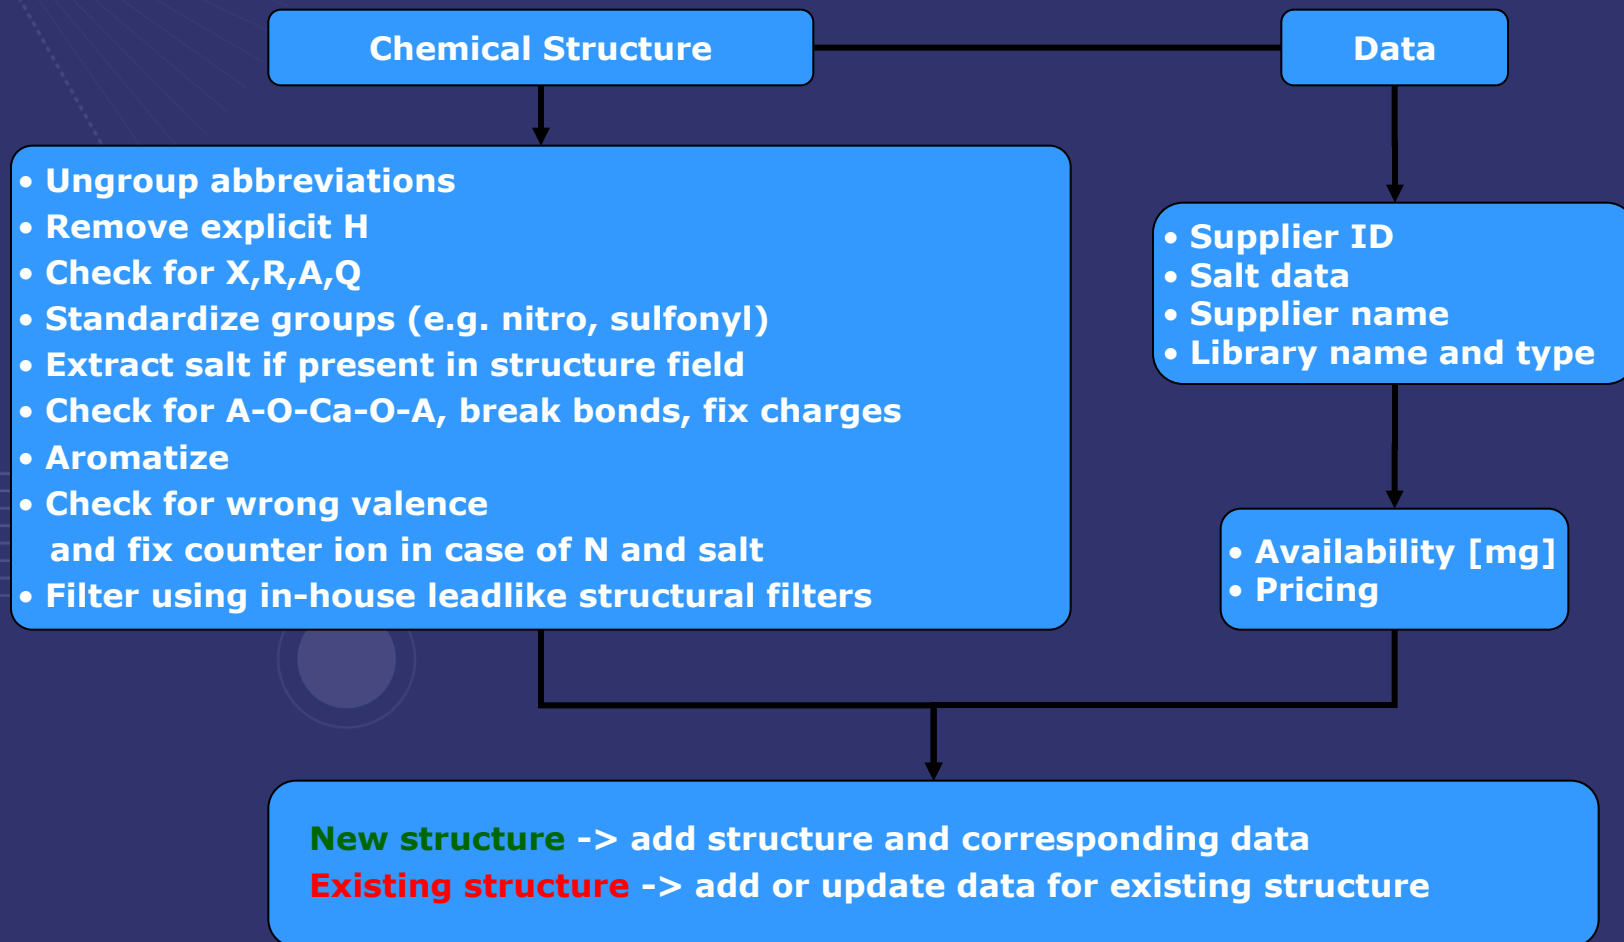 Chemical Structure
Data
• Ungroup abbreviations
• Remove explicit H
• Check for X,R,A,Q
• Standardize groups (e.g. nitro, sulfonyl)
• Extract salt if present in structure field
• Check for A-O-Ca-O-A, break bonds, fix charges
• Aromatize
• Check for wrong valence
and fix counter ion in case of N and salt
• Filter using in-house leadlike structural filters
• Supplier ID
• Salt data
• Supplier name
• Library name and type
• Availability [mg]
• Pricing
New structure -> add structure and corresponding data
Existing structure -> add or update data for existing structure